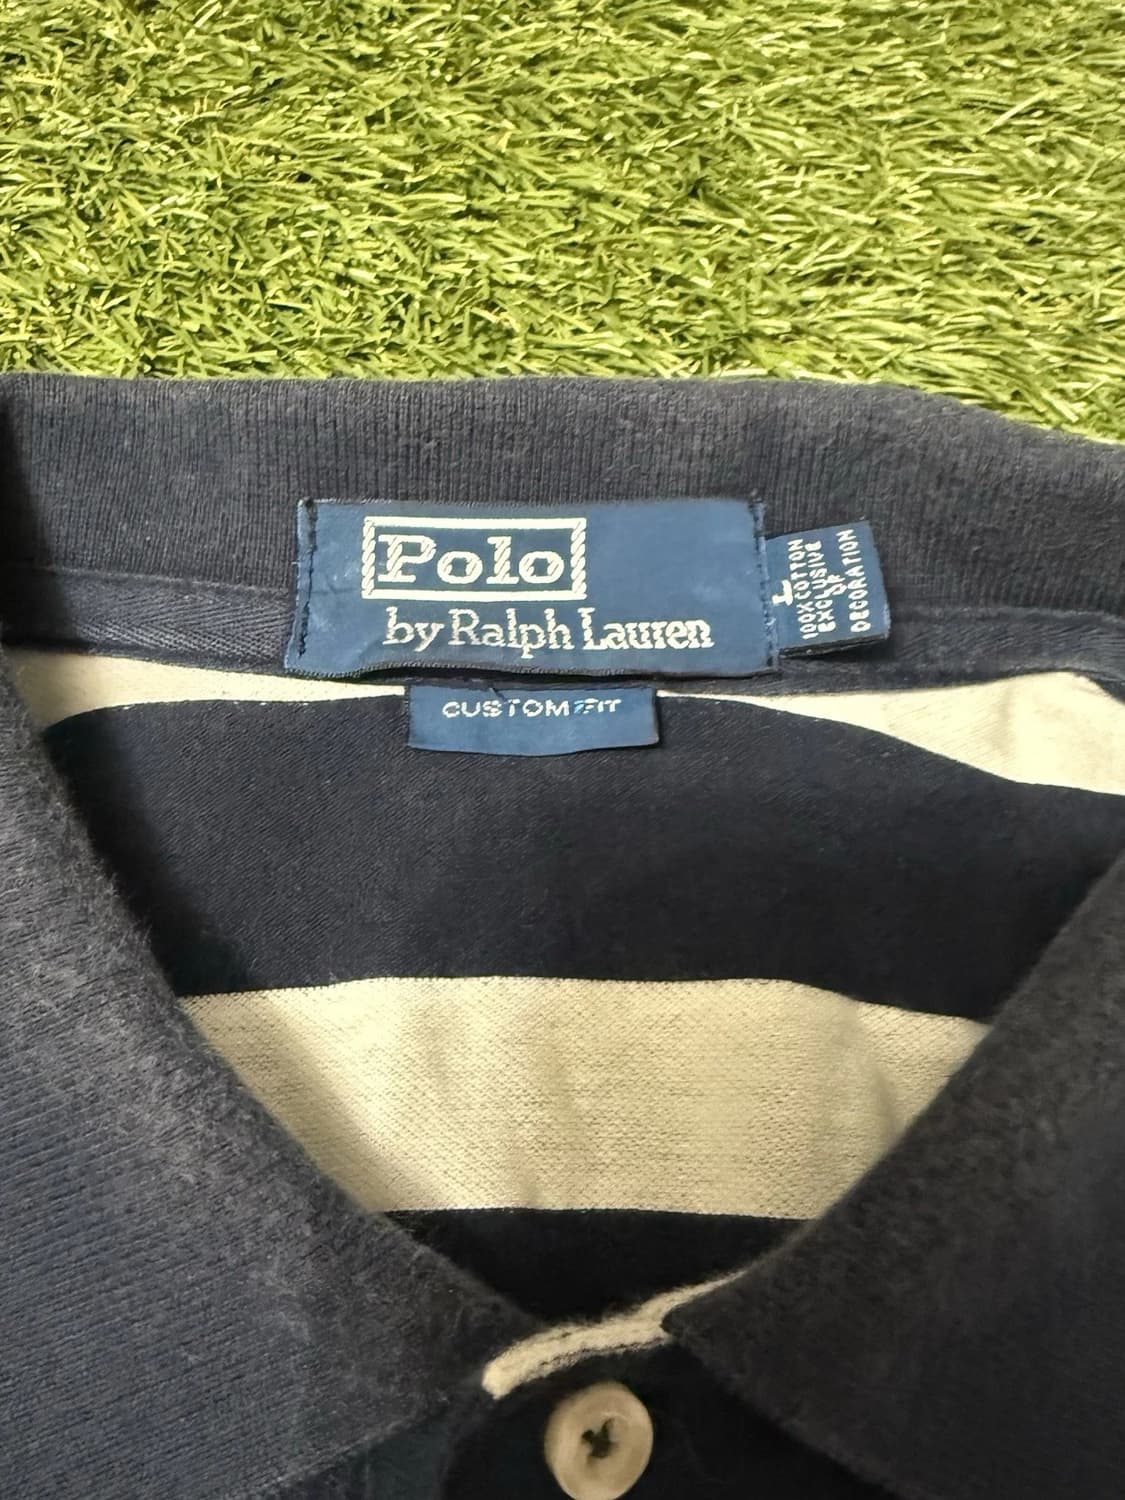 Polo
by Ralph Lauren
L
100%COTTON
EXCLUSIVE
OF
DECORATION
CUSTOM FIT